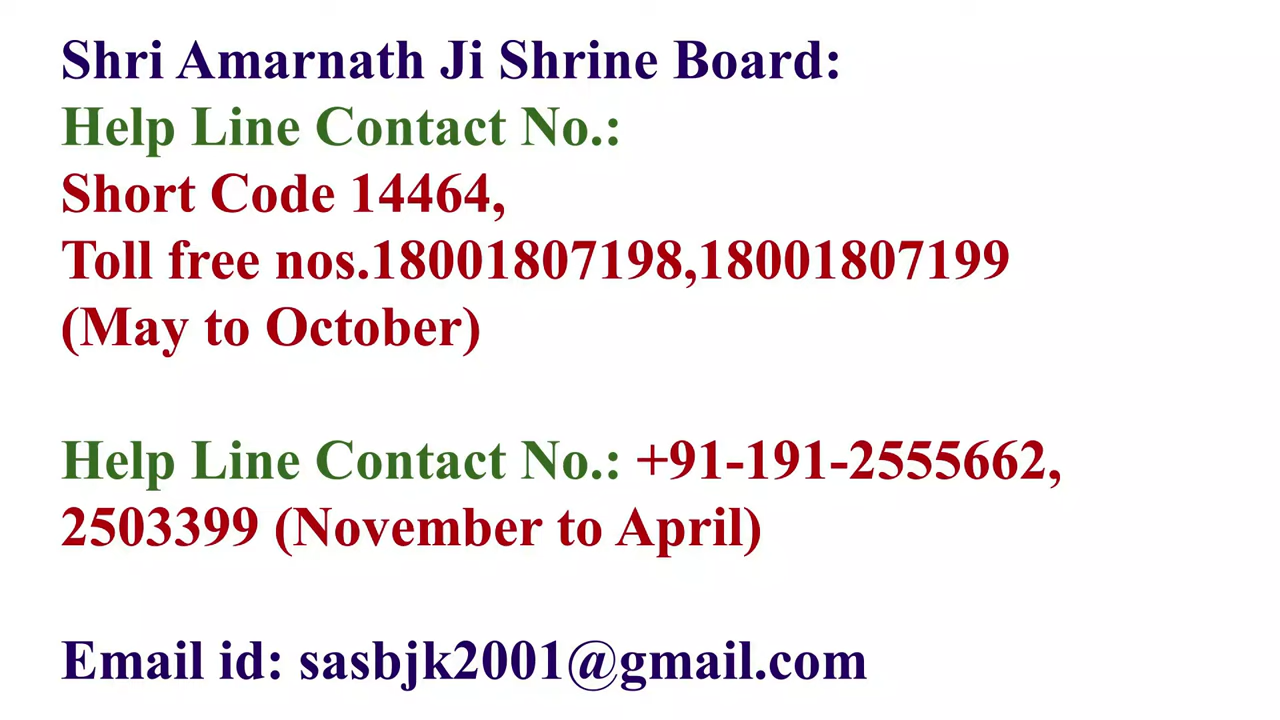 Shri Amarnath Ji Shrine Board:
Help Line Contact No.:
Short Code 14464,
Toll free nos.18001807198,18001807199
(May to October)
Help Line Contact No.: +91-191-2555662,
2503399 (November to April)
Email id: sasbjk2001@gmail.com